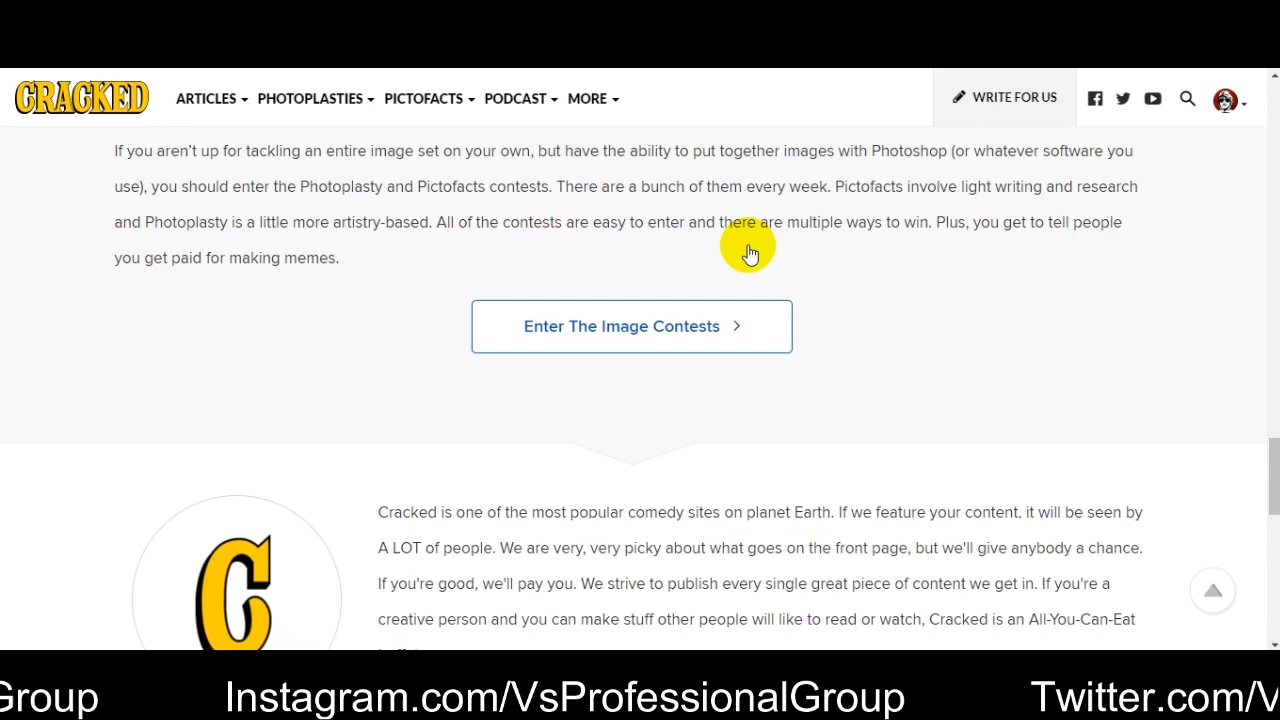 CRACKED ARTICLES PHOTOPLASTIES PICTOFACTS PODCAST MORE WRITE FOR US
If you aren’t up for tackling an entire image set on your own, but have the ability to put together images with Photoshop (or whatever software you
use), you should enter the Photoplasty and Pictofacts contests. There are a bunch of them every week. Pictofacts involve light writing and research
and Photoplasty is a little more artistry-based. All of the contests are easy to enter and there are multiple ways to win. Plus, you get to tell people
you get paid for making memes.
Enter The Image Contests
Cracked is one of the most popular comedy sites on planet Earth. If we feature your content, it will be seen by
A LOT of people. We are very, very picky about what goes on the front page, but we'll give anybody a chance.
If you're good, we'll pay you. We strive to publish every single great piece of content we get in. If you're a
C
creative person and you can make stuff other people will like to read or watch, Cracked is an All-You-Can-Eat
Group Instagram.com/VsProfessionalGroup Twitter.com/V